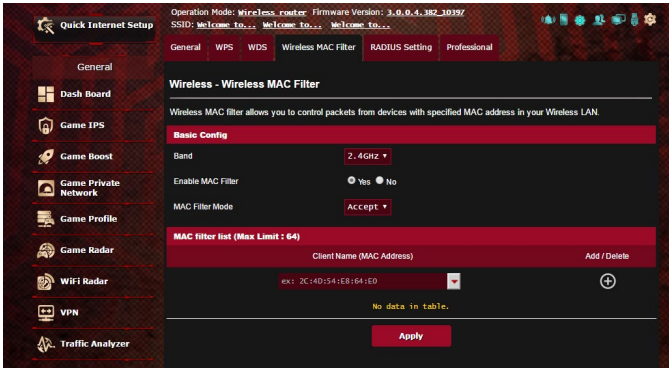 Quick Internet Setup
General
Dash Board
Game IPS
Game Boost
Game Private
Network
Game Profile
Game Radar
WiFi Radar
VPN
Traffic Analyzer
Operation Mode: Wireless router Firmware Version: 3.0.0.4.382_10397
SSID: Welcome to... Welcome to... Welcome to...
General WPS WDS Wireless MAC Filter RADIUS Setting Professional
Wireless - Wireless MAC Filter
Wireless MAC filter allows you to control packets from devices with specified MAC address in your Wireless LAN.
Basic Config
Band 2.4GHz
Enable MAC Filter Yes No
MAC Filter Mode Accept
MAC filter list (Max Limit : 64)
Client Name (MAC Address) Add / Delete
ex: 2C:4D:54:E8:64:E0
No data in table.
Apply